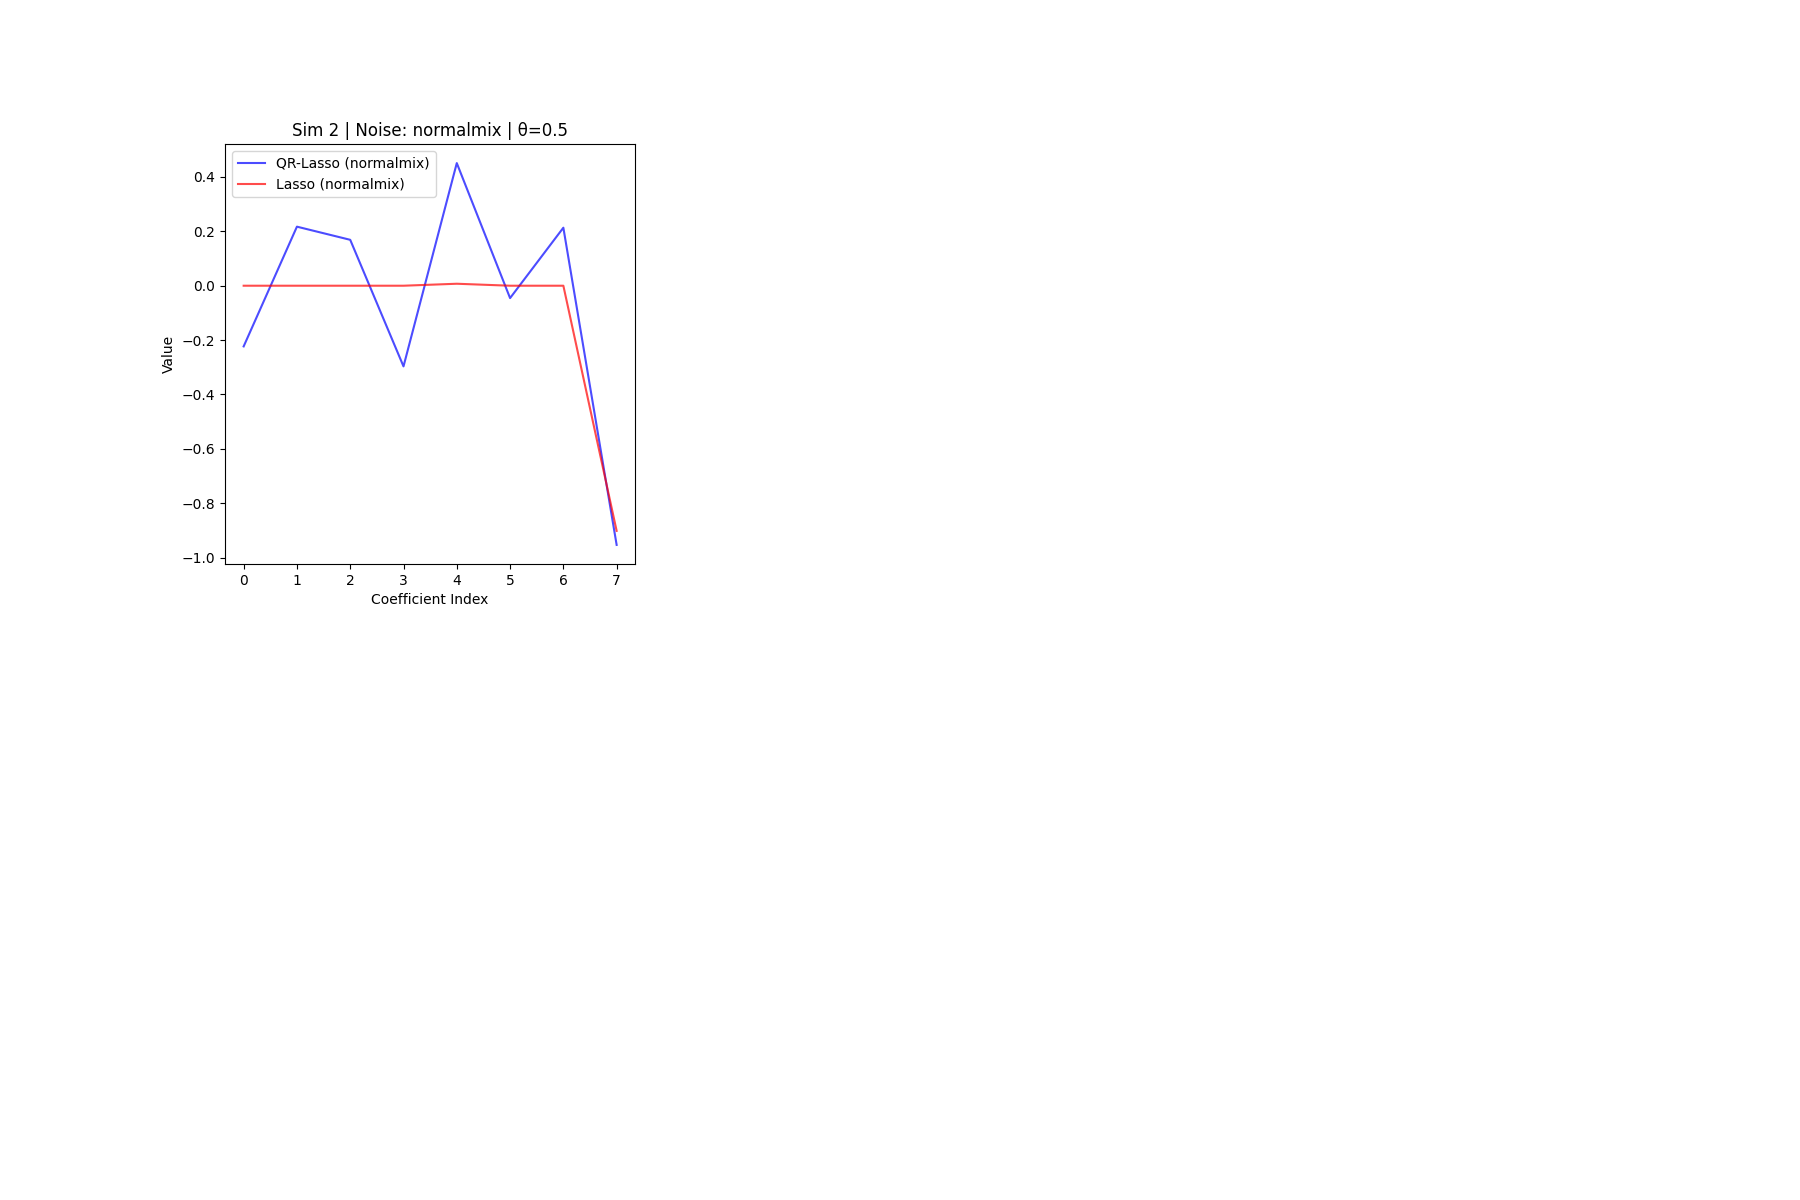 Sim 2 | Noise: normalmix | θ=0.5
QR-Lasso (normalmix)
Lasso (normalmix)
0.4
0.2
0.0
−0.2
−0.4
−0.6
−0.8
−1.0
Value
0 1 2 3 4 5 6 7
Coefficient Index